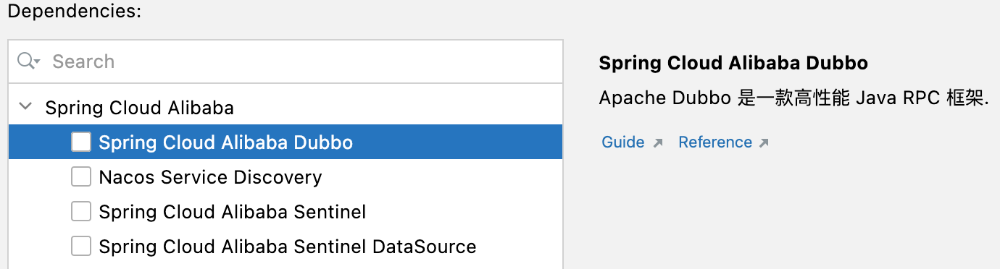 Dependencies:
Search
Spring Cloud Alibaba
Spring Cloud Alibaba Dubbo
Nacos Service Discovery
Spring Cloud Alibaba Sentinel
Spring Cloud Alibaba Sentinel DataSource
Spring Cloud Alibaba Dubbo
Apache Dubbo 是一款高性能 Java RPC 框架.
Guide Reference